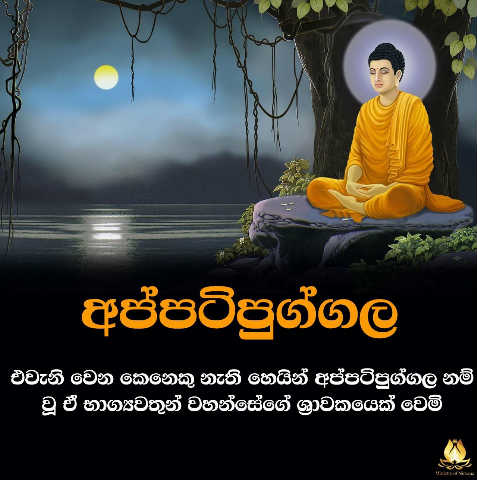 අප්පටිපුග්ගල
එවැනි වෙන කෙනෙකු නැති හෙයින් අප්පටිපුග්ගල නම්
වූ ඒ භාග්‍යවතුන් වහන්සේගේ ශ්‍රාවකයෙක් වෙමි